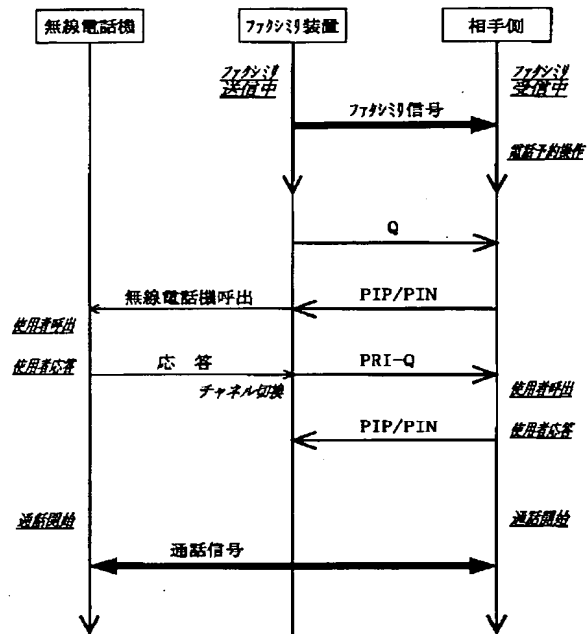 無線電話機
ファクシミリ装置
相手側
ファクシミリ
送信中
ファクシミリ
受信中
ファクシミリ信号
電話予約操作
Q
無線電話機呼出
PIP/PIN
使用者呼出
使用者応答
応 答
PRI-Q
チャネル切換
使用者呼出
PIP/PIN
使用者応答
通話開始
通話開始
通話信号